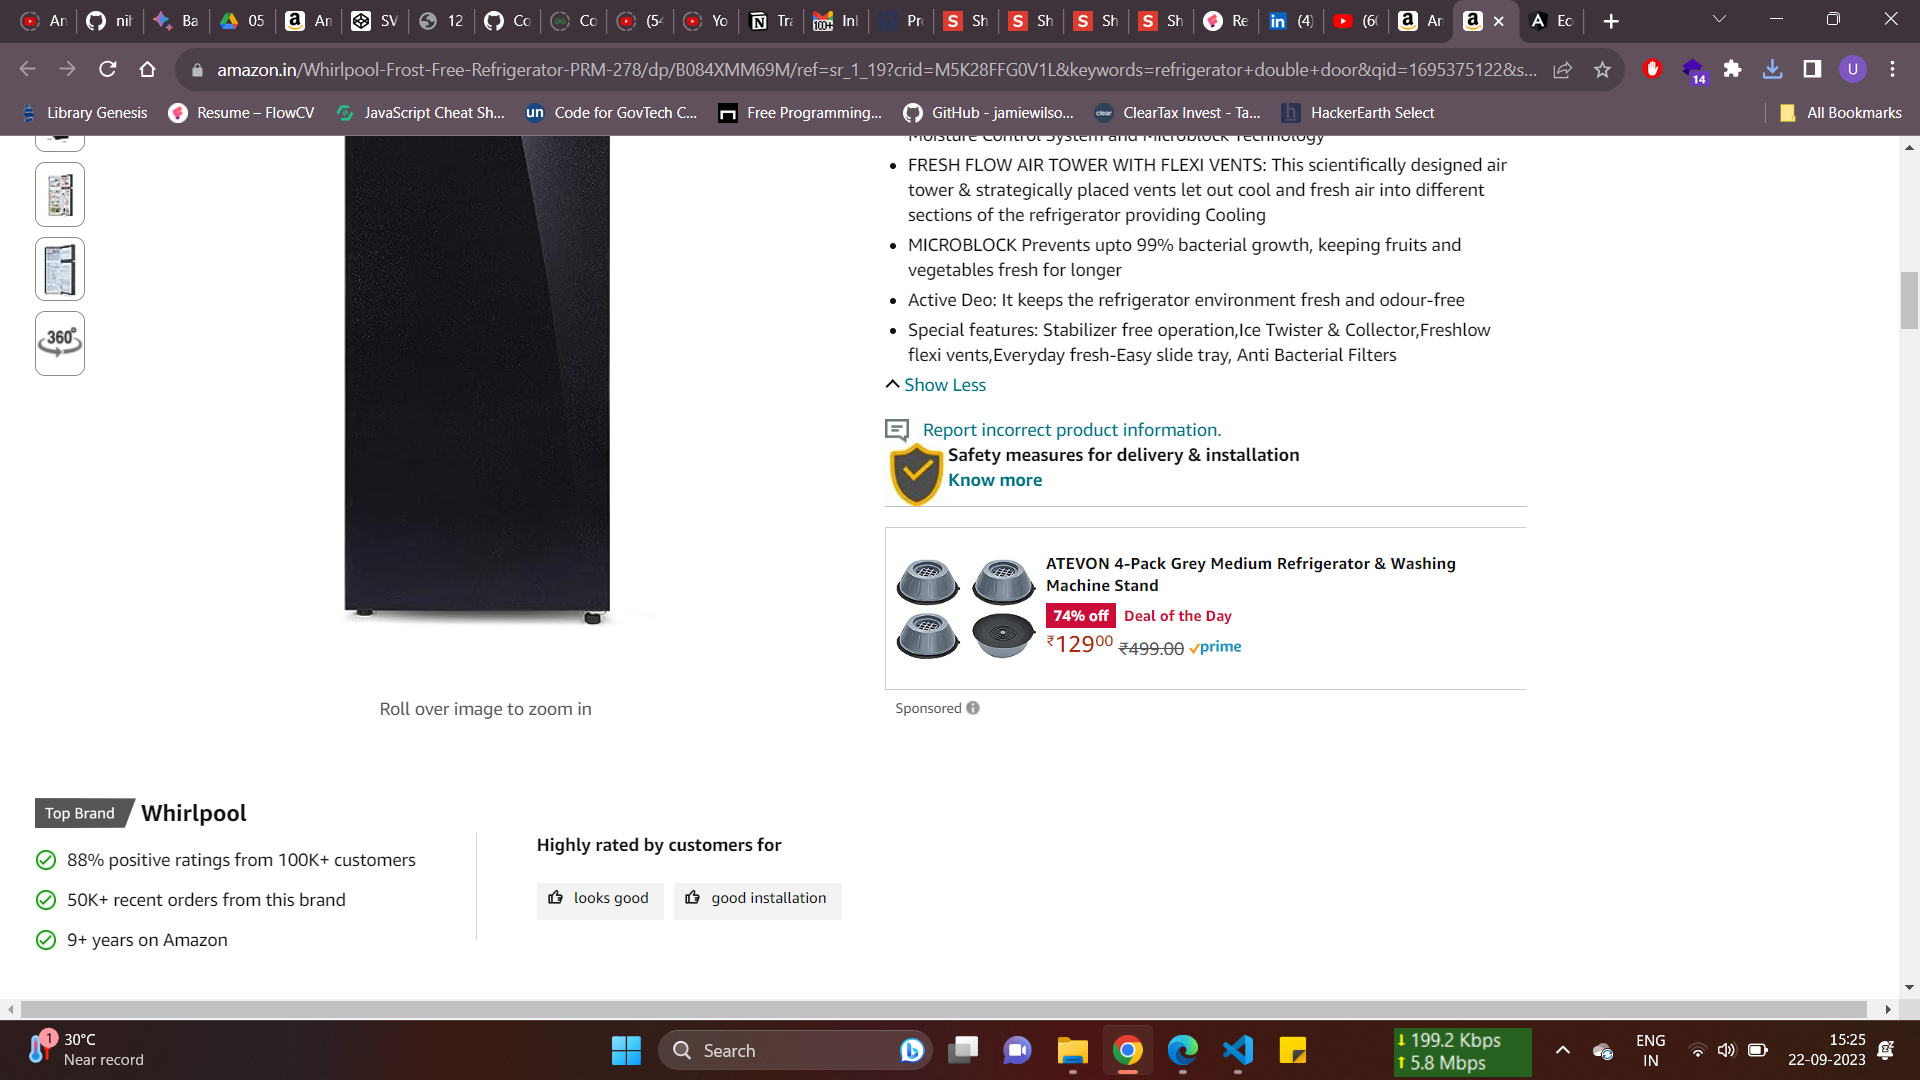 An
nih
Ba
05
An
SV
12
Co
Co
(54
Yo
Tra
Inl
Pr
Sh
Sh
Sh
Sh
Re
(4)
(60
An
Ec
amazon.in/Whirlpool-Frost-Free-Refrigerator-PRM-278/dp/B084XMM69M/ref=sr_1_19?crid=M5K28FFG0V1L&keywords=refrigerator+double+door&qid=1695375122&s...
14
U
Library Genesis
Resume – FlowCV
JavaScript Cheat Sh...
Code for GovTech C...
Free Programming...
GitHub - jamiewilso...
ClearTax Invest - Ta...
HackerEarth Select
All Bookmarks
Moisture Control System and Microblock Technology
• FRESH FLOW AIR TOWER WITH FLEXI VENTS: This scientifically designed air
tower & strategically placed vents let out cool and fresh air into different
sections of the refrigerator providing Cooling
• MICROBLOCK Prevents upto 99% bacterial growth, keeping fruits and
vegetables fresh for longer
• Active Deo: It keeps the refrigerator environment fresh and odour-free
• Special features: Stabilizer free operation,Ice Twister & Collector,Freshlow
flexi vents,Everyday fresh-Easy slide tray, Anti Bacterial Filters
360°
Show Less
Report incorrect product information.
Safety measures for delivery & installation
Know more
ATEVON 4-Pack Grey Medium Refrigerator & Washing
Machine Stand
74% off Deal of the Day
₹129⁰⁰ ₹499.00 prime
Sponsored
Roll over image to zoom in
Top Brand Whirlpool
88% positive ratings from 100K+ customers
50K+ recent orders from this brand
9+ years on Amazon
Highly rated by customers for
looks good
good installation
1
30°C
Near record
Search
199.2 Kbps
5.8 Mbps
ENG
IN
15:25
22-09-2023